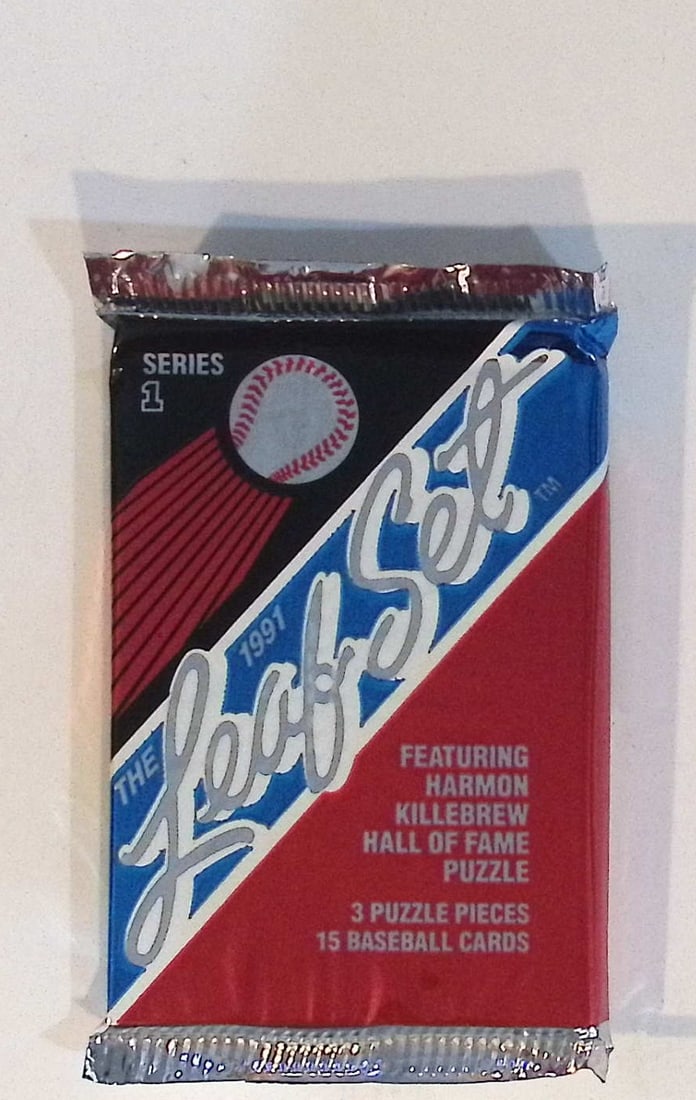 SERIES
1
THE 1991 Leaf Set TM
FEATURING
HARMON
KILLEBREW
HALL OF FAME
PUZZLE
3 PUZZLE PIECES
15 BASEBALL CARDS